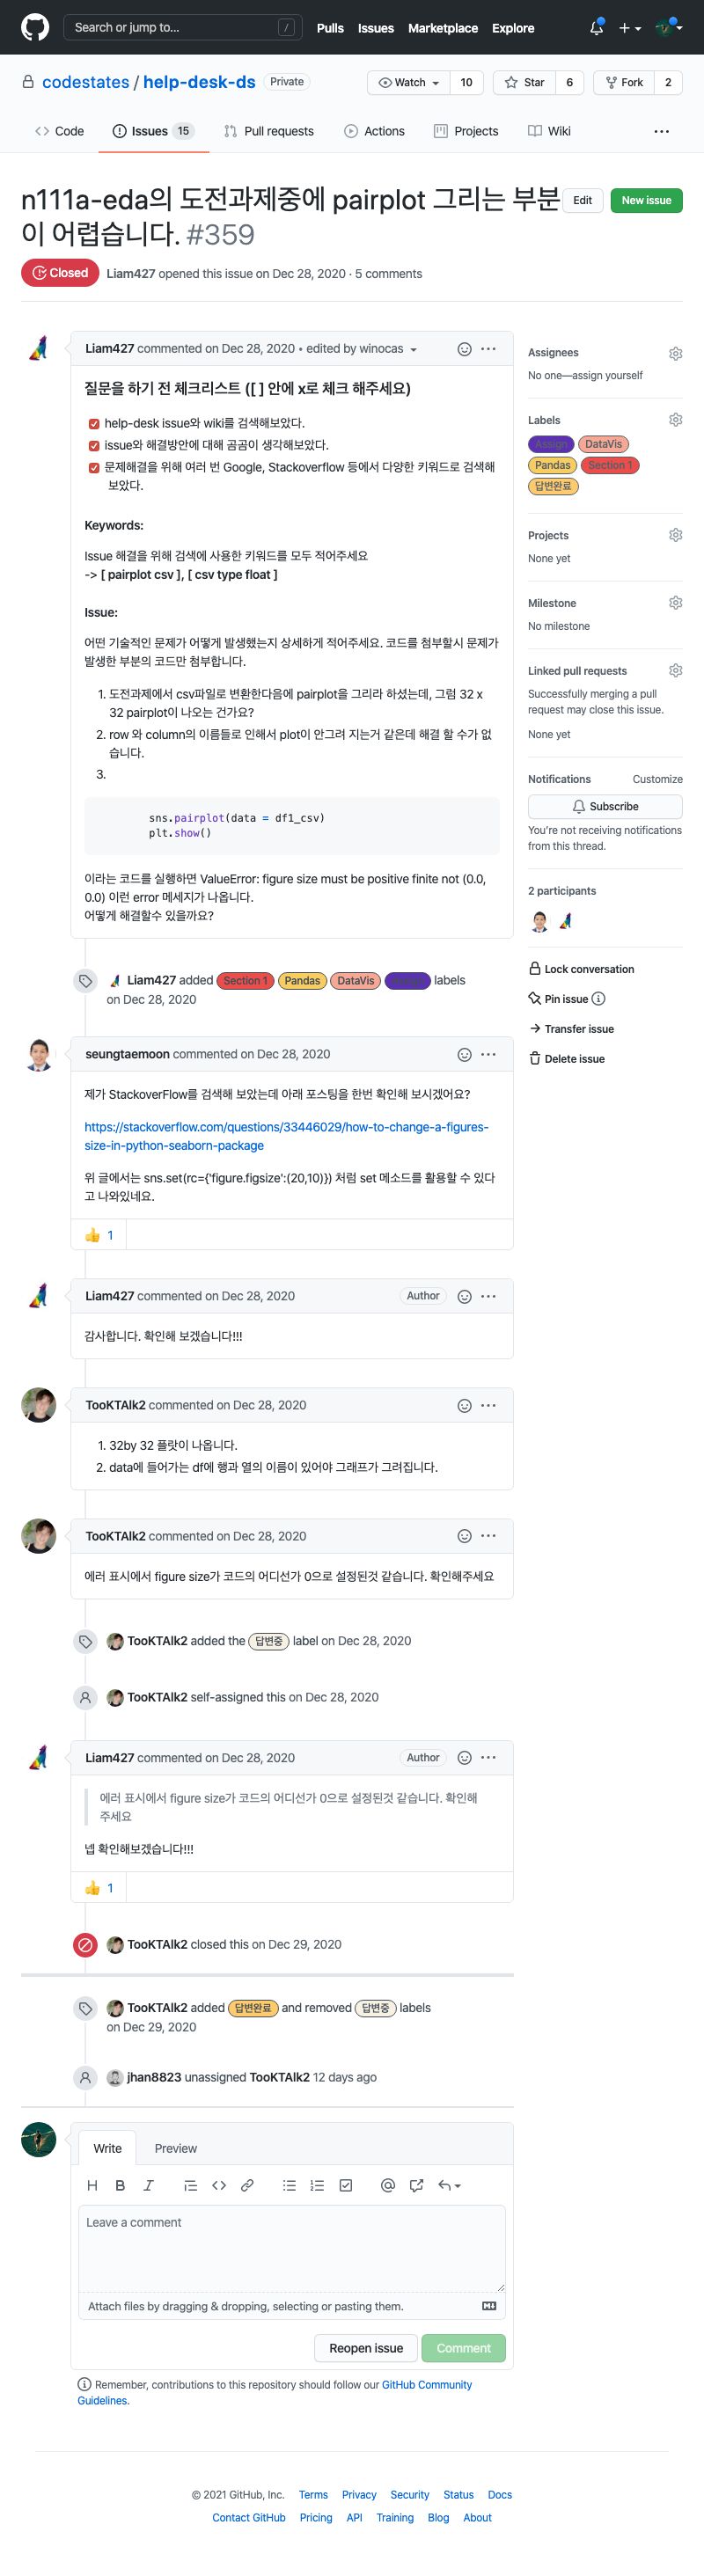 Search or jump to...
/
Pulls Issues Marketplace Explore
codestates / help-desk-ds Private
Watch 10 Star 6 Fork 2
Code Issues 15 Pull requests Actions Projects Wiki
n111a-eda의 도전과제중에 pairplot 그리는 부분
이 어렵습니다. #359
Edit New issue
Closed Liam427 opened this issue on Dec 28, 2020 · 5 comments
Liam427 commented on Dec 28, 2020 • edited by winocas
질문을 하기 전 체크리스트 ([ ] 안에 x로 체크 해주세요)
help-desk issue와 wiki를 검색해보았다.
issue와 해결방안에 대해 곰곰이 생각해보았다.
문제해결을 위해 여러 번 Google, Stackoverflow 등에서 다양한 키워드로 검색해
보았다.
Keywords:
Issue 해결을 위해 검색에 사용한 키워드를 모두 적어주세요
-> [ pairplot csv ], [ csv type float ]
Issue:
어떤 기술적인 문제가 어떻게 발생했는지 상세하게 적어주세요. 코드를 첨부할시 문제가
발생한 부분의 코드만 첨부합니다.
1. 도전과제에서 csv파일로 변환한다음에 pairplot을 그리라 하셨는데, 그럼 32 x
32 pairplot이 나오는 건가요?
2. row 와 column의 이름들로 인해서 plot이 안그려 지는거 같은데 해결 할 수가 없
습니다.
3.
sns.pairplot(data = df1_csv)
plt.show()
이라는 코드를 실행하면 ValueError: figure size must be positive finite not (0.0,
0.0) 이런 error 메세지가 나옵니다.
어떻게 해결할수 있을까요?
Assignees
No one—assign yourself
Labels
Assign DataVis
Pandas Section 1
답변완료
Projects
None yet
Milestone
No milestone
Linked pull requests
Successfully merging a pull
request may close this issue.
None yet
Notifications Customize
Subscribe
You're not receiving notifications
from this thread.
2 participants
Lock conversation
Pin issue
Transfer issue
Delete issue
Liam427 added Section 1 Pandas DataVis Assign labels
on Dec 28, 2020
seungtaemoon commented on Dec 28, 2020
제가 StackoverFlow를 검색해 보았는데 아래 포스팅을 한번 확인해 보시겠어요?
https://stackoverflow.com/questions/33446029/how-to-change-a-figures-
size-in-python-seaborn-package
위 글에서는 sns.set(rc={'figure.figsize':(20,10)}) 처럼 set 메소드를 활용할 수 있다
고 나와있네요.
👍 1
Liam427 commented on Dec 28, 2020 Author
감사합니다. 확인해 보겠습니다!!!
TooKTAlk2 commented on Dec 28, 2020
1. 32by 32 플랏이 나옵니다.
2. data에 들어가는 df에 행과 열의 이름이 있어야 그래프가 그려집니다.
TooKTAlk2 commented on Dec 28, 2020
에러 표시에서 figure size가 코드의 어디선가 0으로 설정된것 같습니다. 확인해주세요
TooKTAlk2 added the 답변중 label on Dec 28, 2020
TooKTAlk2 self-assigned this on Dec 28, 2020
Liam427 commented on Dec 28, 2020 Author
에러 표시에서 figure size가 코드의 어디선가 0으로 설정된것 같습니다. 확인해
주세요
넵 확인해보겠습니다!!!
👍 1
TooKTAlk2 closed this on Dec 29, 2020
TooKTAlk2 added 답변완료 and removed 답변중 labels
on Dec 29, 2020
jhan8823 unassigned TooKTAlk2 12 days ago
Write Preview
Leave a comment
Attach files by dragging & dropping, selecting or pasting them.
Reopen issue Comment
Remember, contributions to this repository should follow our GitHub Community
Guidelines.
© 2021 GitHub, Inc. Terms Privacy Security Status Docs
Contact GitHub Pricing API Training Blog About